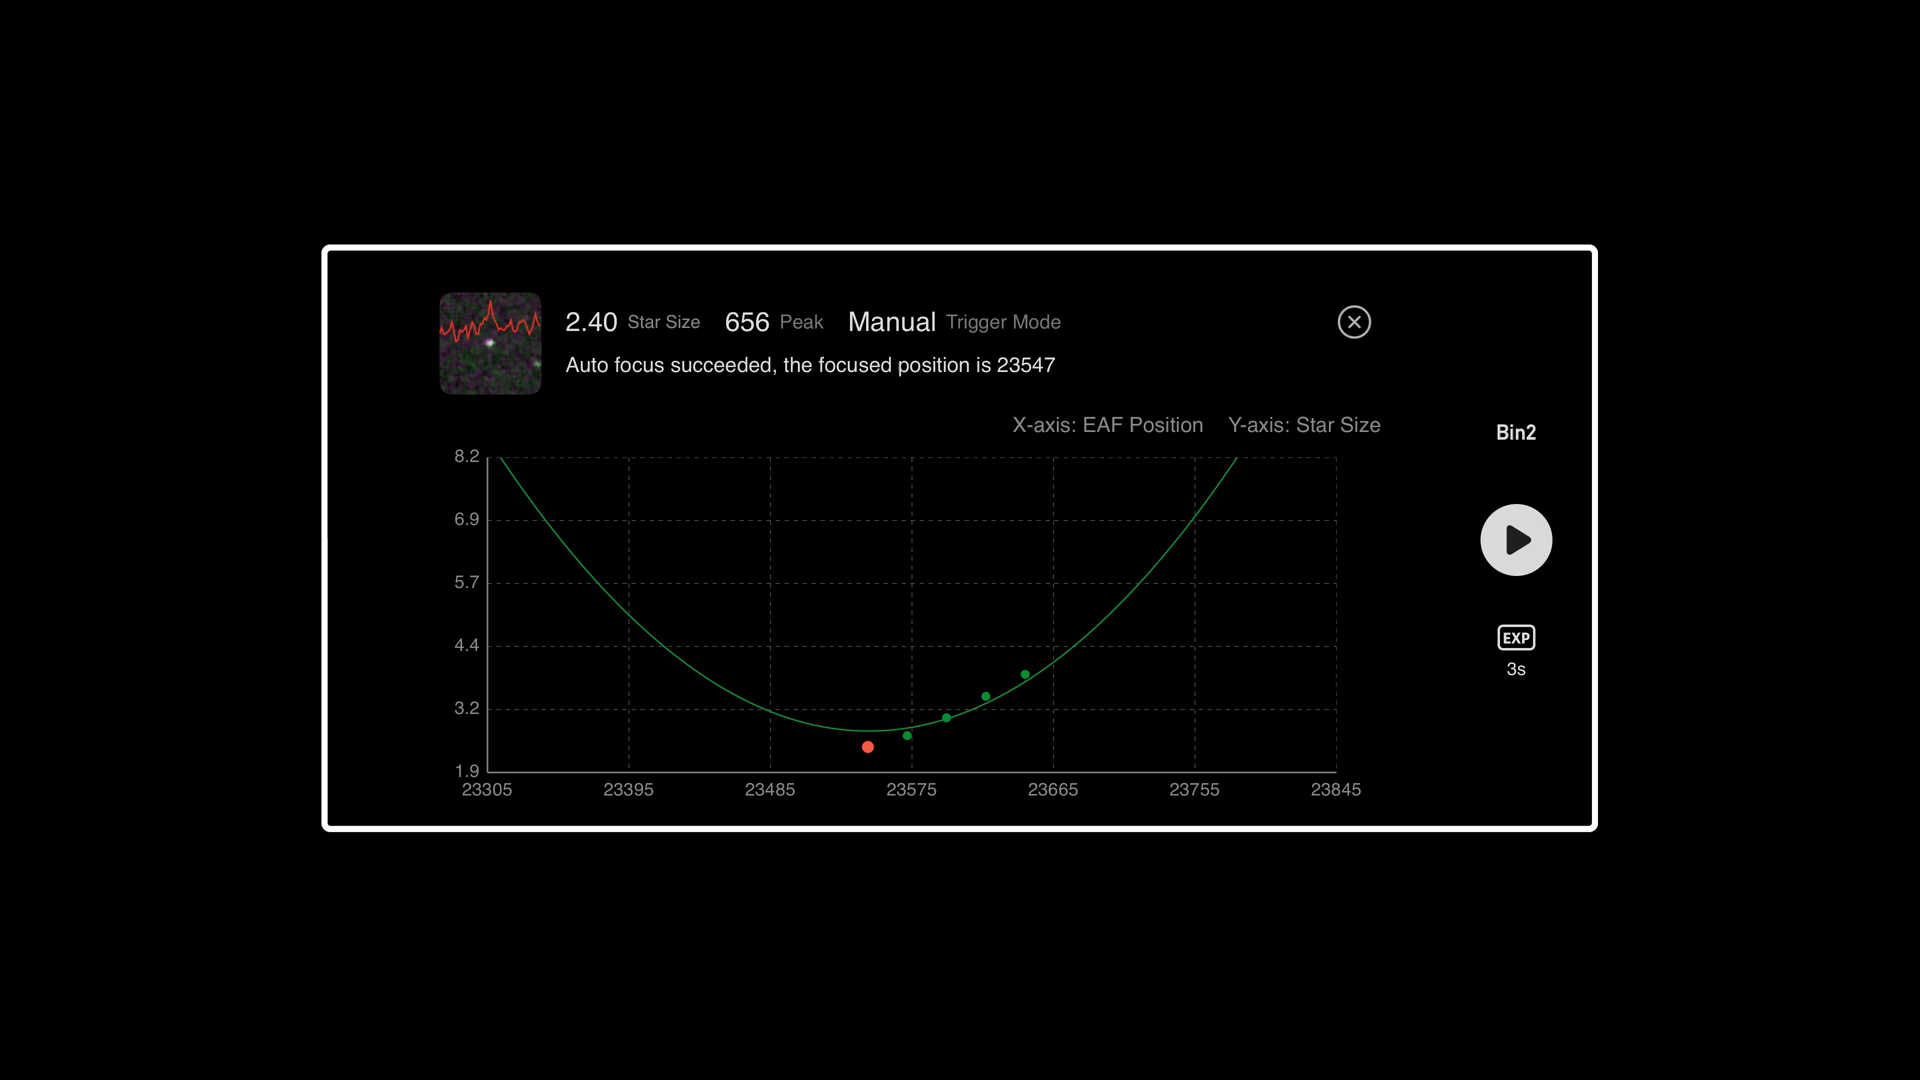 2.40 Star Size 656 Peak Manual Trigger Mode
Auto focus succeeded, the focused position is 23547
X-axis: EAF Position Y-axis: Star Size
Bin2
8.2
6.9
5.7
4.4
EXP
3s
3.2
1.9
23305 23395 23485 23575 23665 23755 23845